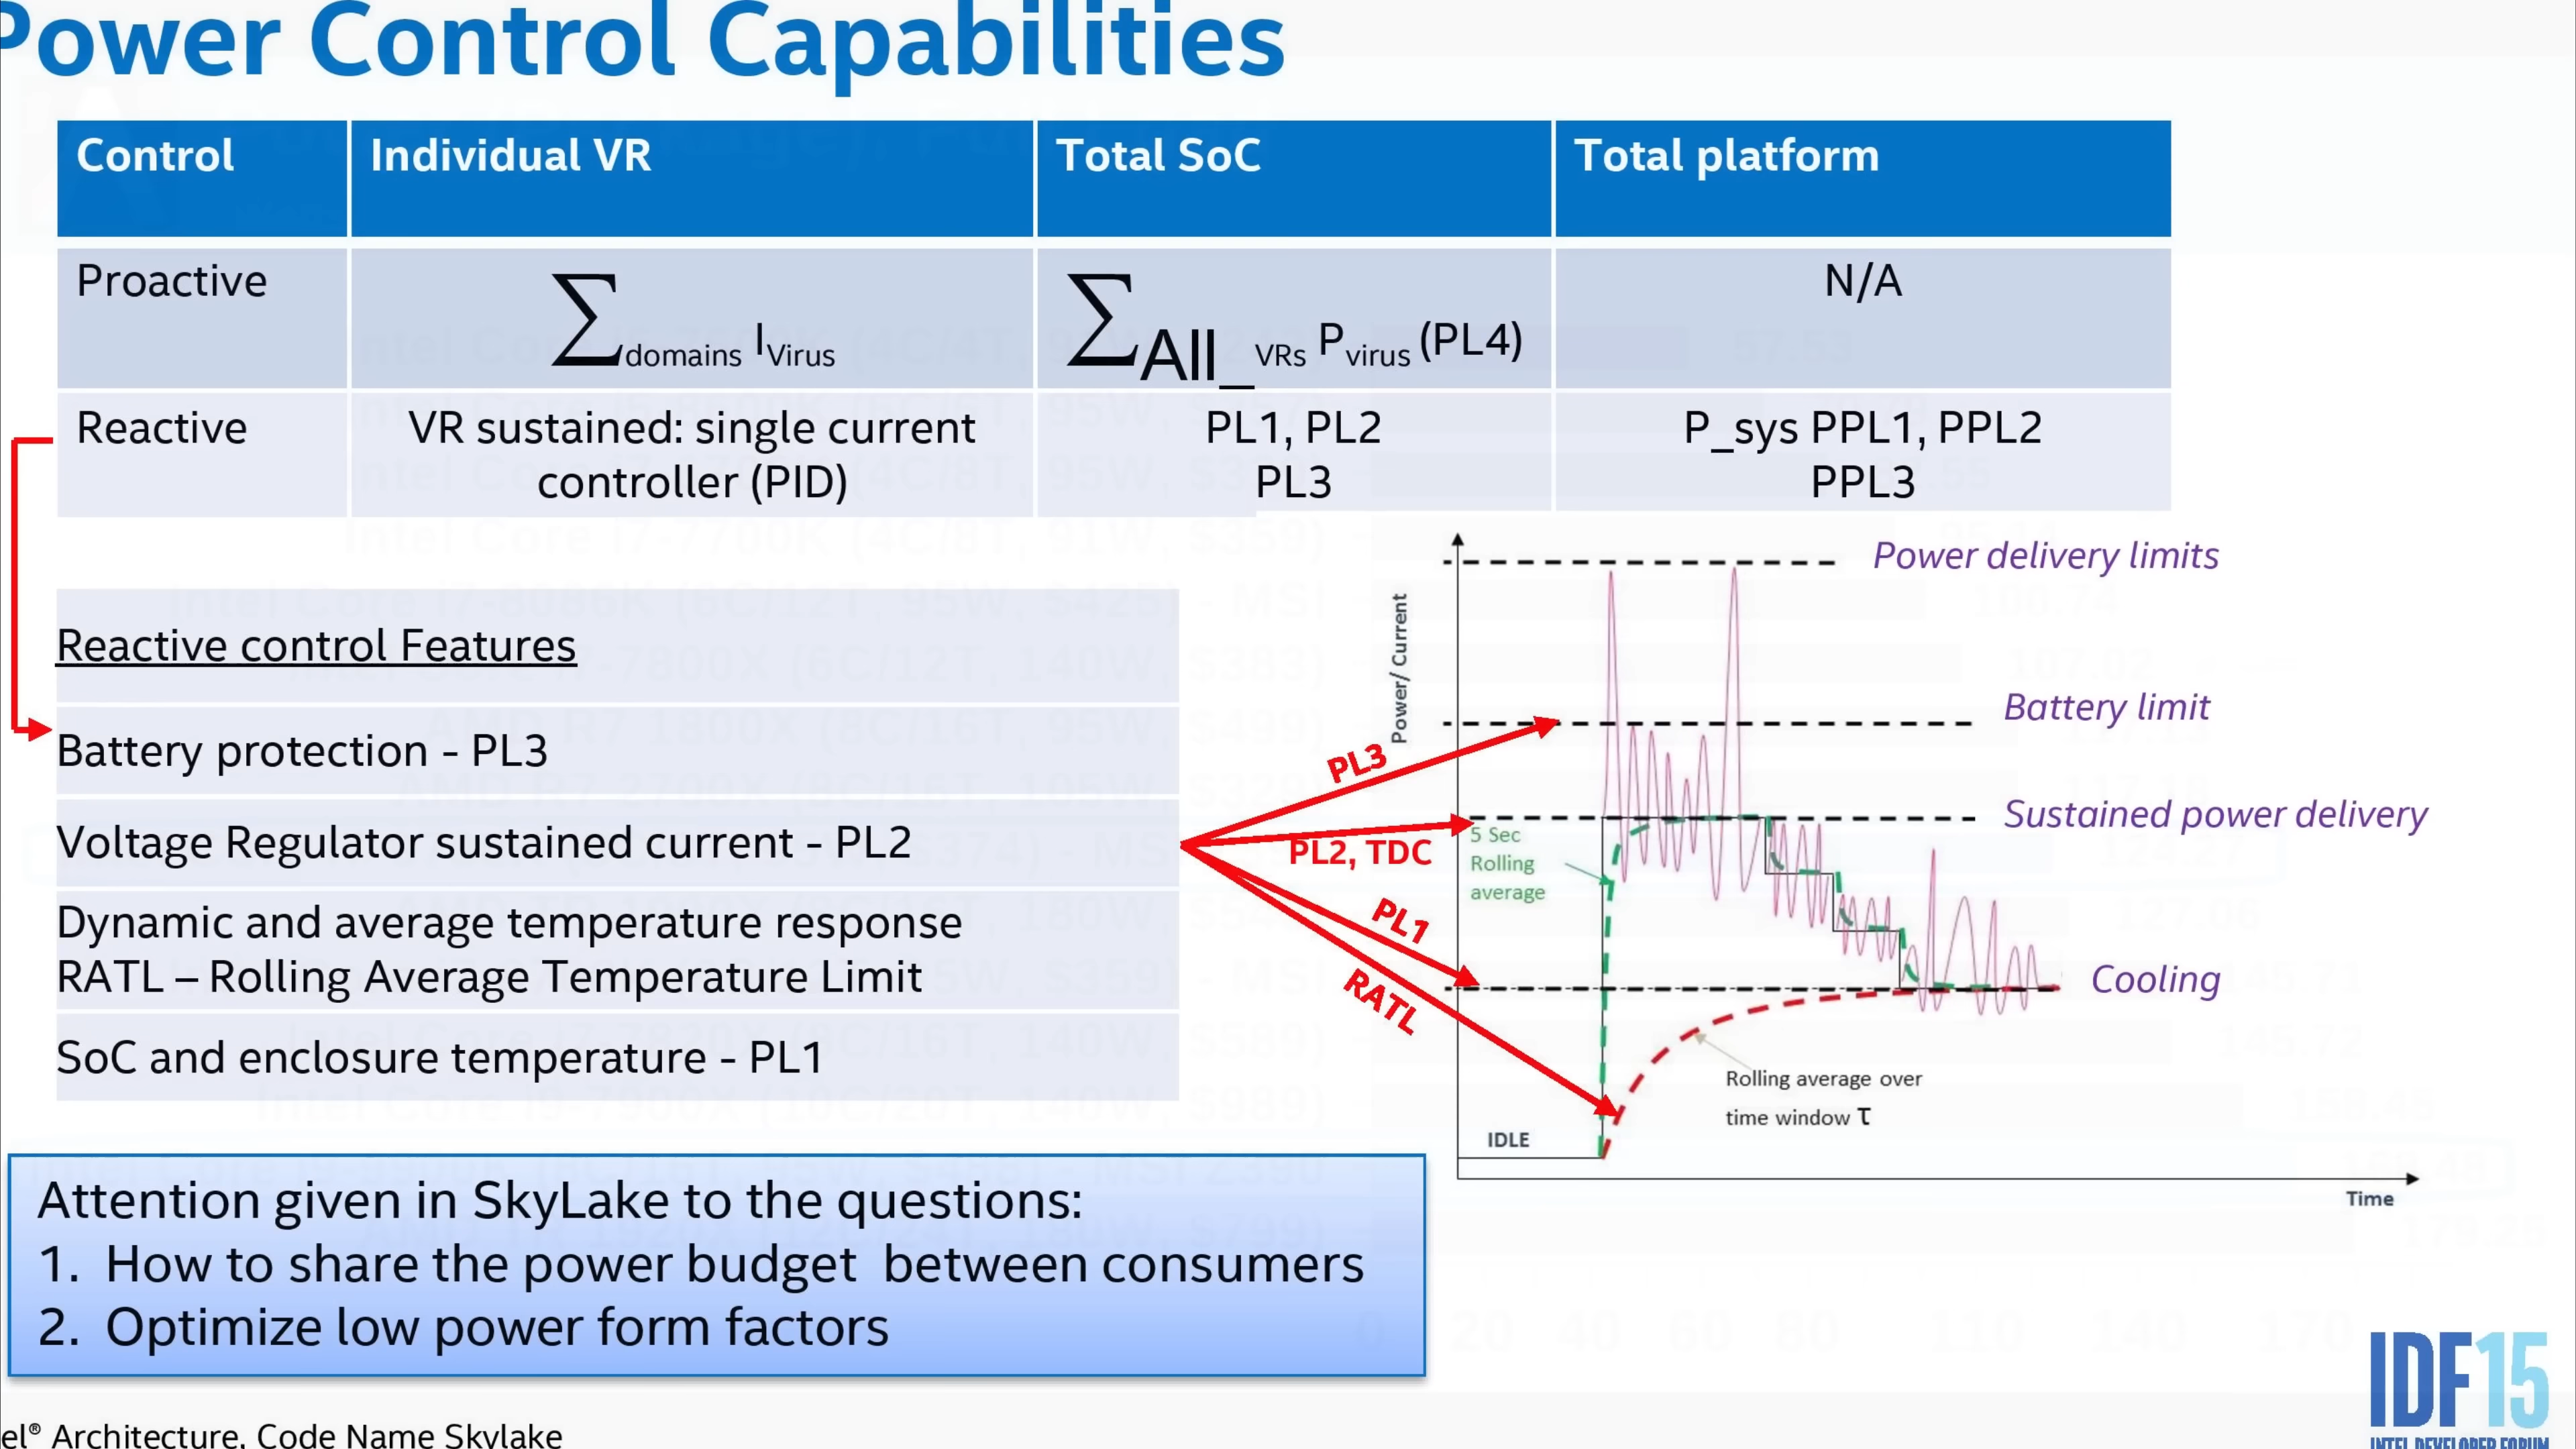 Power Control Capabilities
Control
Individual VR
Total SoC
Total platform
Proactive
∑domains IVirus
∑All_VRs Pvirus (PL4)
N/A
Reactive
VR sustained: single current
controller (PID)
PL1, PL2
PL3
P_sys PPL1, PPL2
PPL3
Reactive control Features
Battery protection - PL3
Voltage Regulator sustained current - PL2
Dynamic and average temperature response
RATL – Rolling Average Temperature Limit
SoC and enclosure temperature - PL1
PL3
PL2, TDC
PL1
RATL
Power/ Current
Power delivery limits
Battery limit
Sustained power delivery
5 Sec
Rolling
average
Cooling
Rolling average over
time window τ
IDLE
Time
Attention given in SkyLake to the questions:
1. How to share the power budget between consumers
2. Optimize low power form factors
el® Architecture, Code Name Skylake
IDF15
INTEL DEVELOPER FORUM